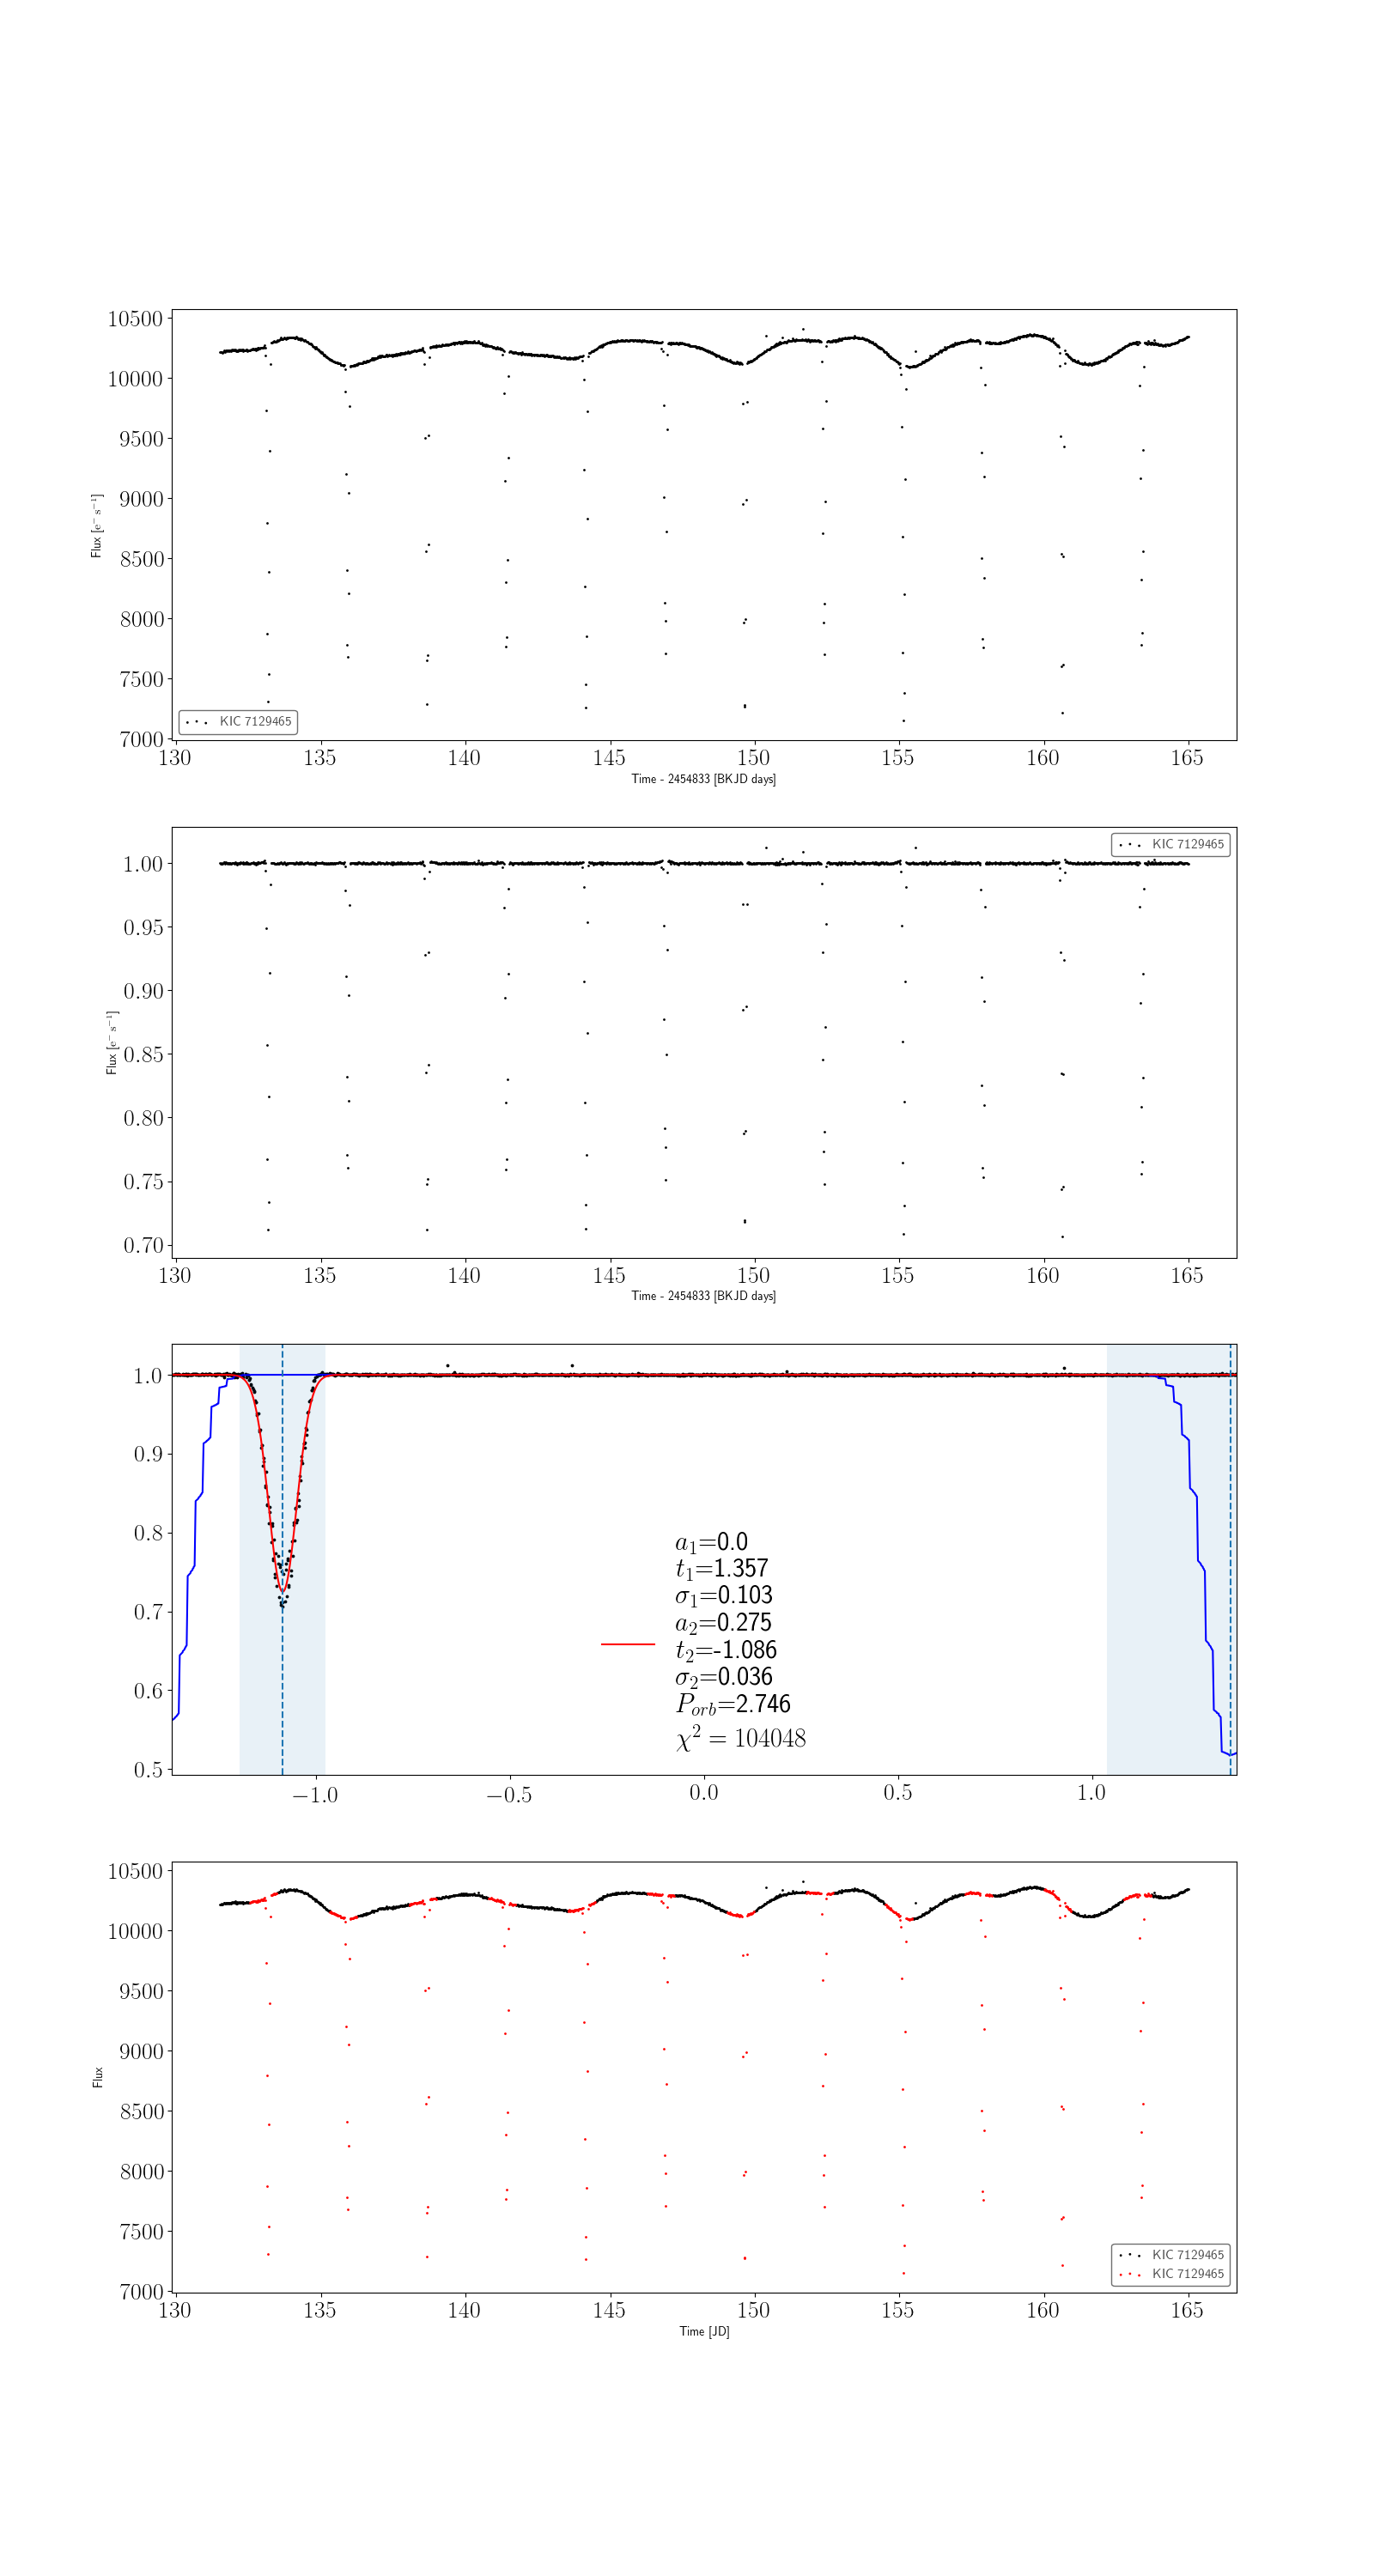 10500
10000
9500
9000
8500
8000
7500
7000
Flux [e⁻ s⁻¹]
KIC 7129465
130 135 140 145 150 155 160 165
Time - 2454833 [BKJD days]
KIC 7129465
1.00
0.95
0.90
0.85
0.80
0.75
0.70
Flux [e⁻ s⁻¹]
130 135 140 145 150 155 160 165
Time - 2454833 [BKJD days]
1.0
0.9
0.8
0.7
0.6
0.5
a₁=0.0
t₁=1.357
σ₁=0.103
a₂=0.275
t₂=-1.086
σ₂=0.036
P_orb=2.746
χ² = 104048
−1.0 −0.5 0.0 0.5 1.0
10500
10000
9500
9000
8500
8000
7500
7000
Flux
KIC 7129465
KIC 7129465
130 135 140 145 150 155 160 165
Time [JD]